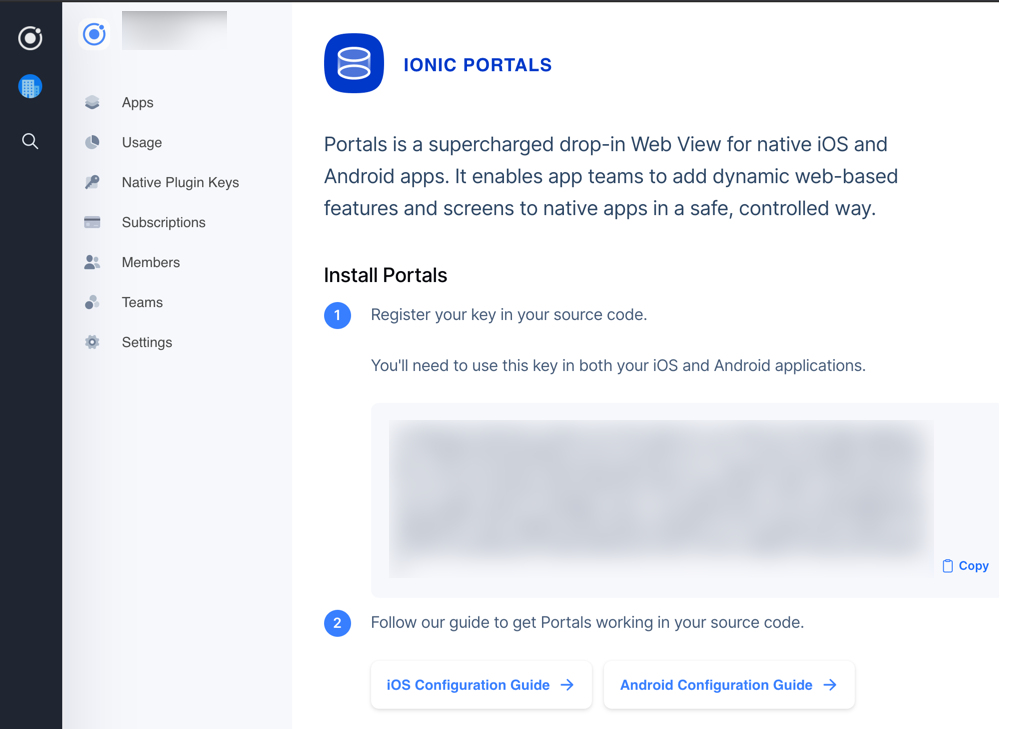 Apps
Usage
Native Plugin Keys
Subscriptions
Members
Teams
Settings
IONIC PORTALS
Portals is a supercharged drop-in Web View for native iOS and
Android apps. It enables app teams to add dynamic web-based
features and screens to native apps in a safe, controlled way.
Install Portals
1 Register your key in your source code.
You'll need to use this key in both your iOS and Android applications.
Copy
2 Follow our guide to get Portals working in your source code.
iOS Configuration Guide →
Android Configuration Guide →